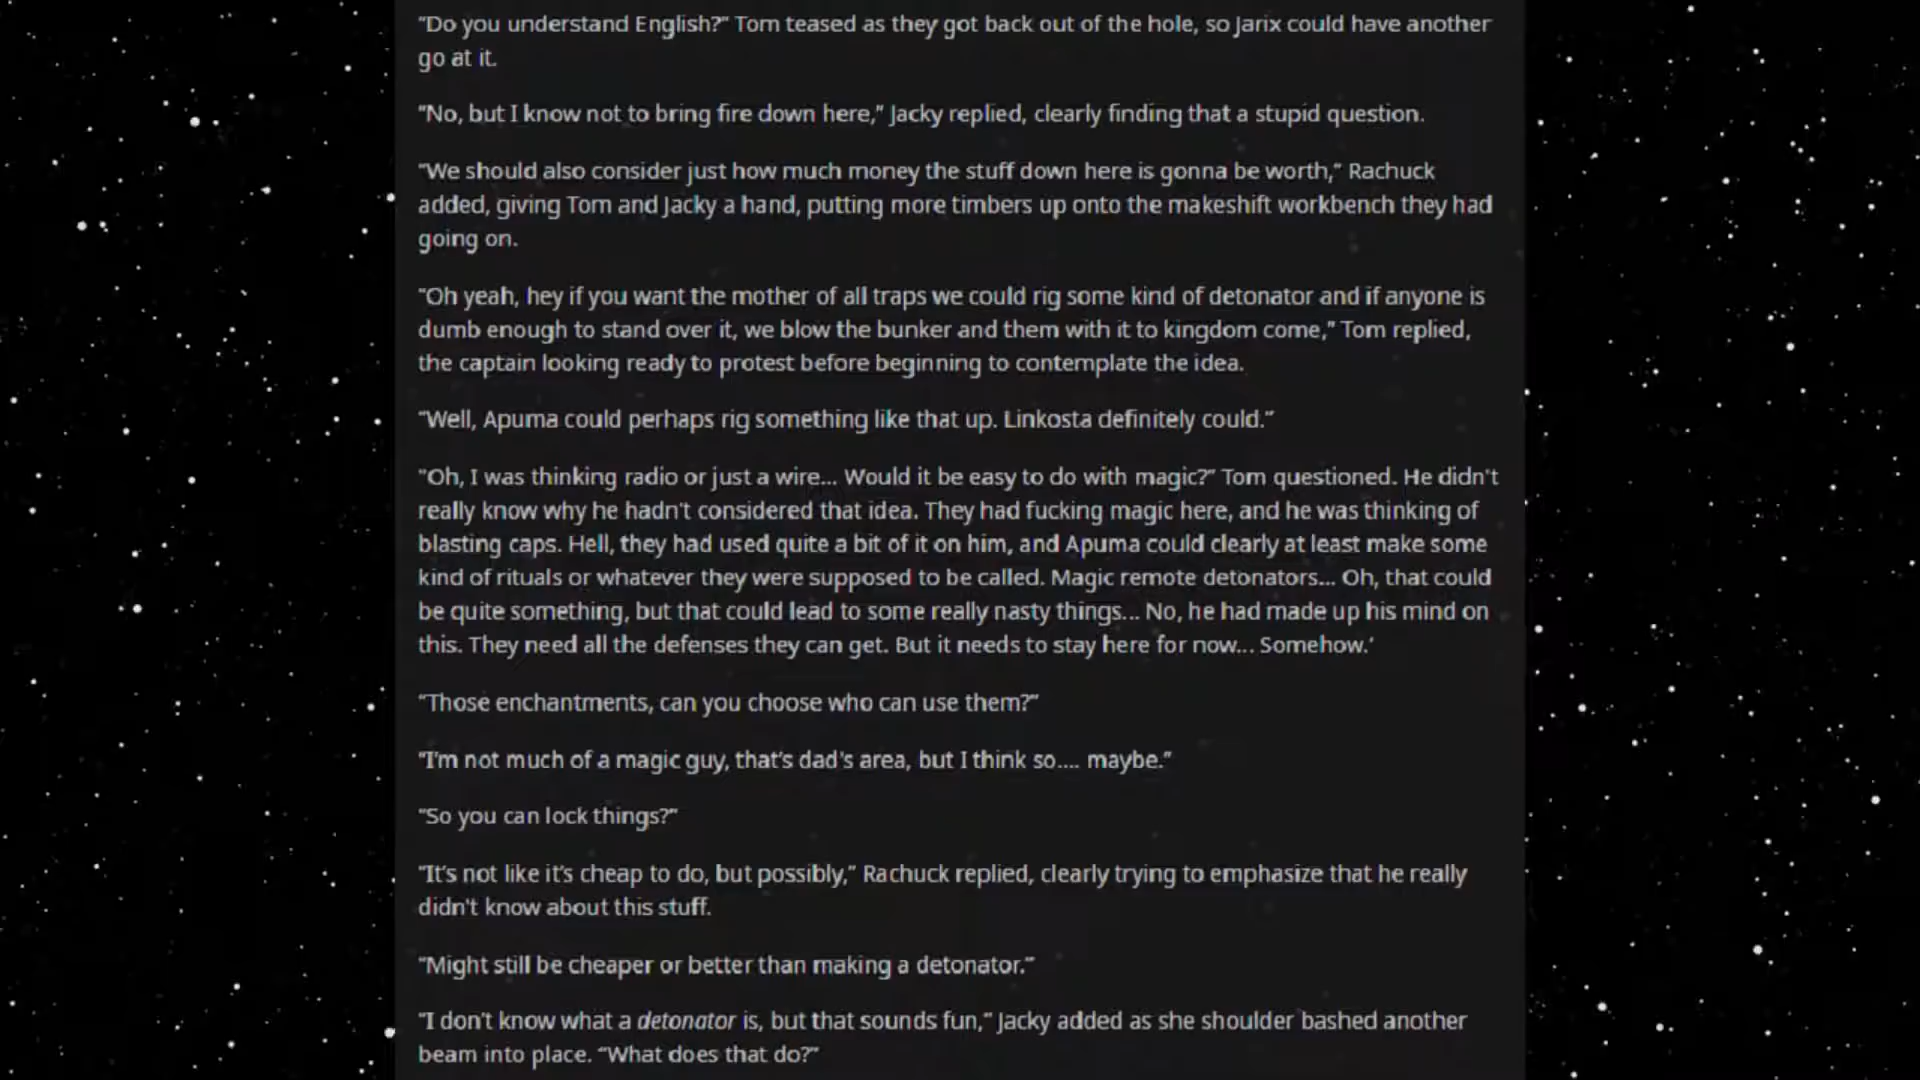 “Do you understand English?” Tom teased as they got back out of the hole, so Jarix could have another
go at it.
“No, but I know not to bring fire down here,” Jacky replied, clearly finding that a stupid question.
“We should also consider just how much money the stuff down here is gonna be worth,” Rachuck
added, giving Tom and Jacky a hand, putting more timbers up onto the makeshift workbench they had
going on.
“Oh yeah, hey if you want the mother of all traps we could rig some kind of detonator and if anyone is
dumb enough to stand over it, we blow the bunker and them with it to kingdom come,” Tom replied,
the captain looking ready to protest before beginning to contemplate the idea.
“Well, Apuma could perhaps rig something like that up. Linkosta definitely could.”
“Oh, I was thinking radio or just a wire... Would it be easy to do with magic?” Tom questioned. He didn't
really know why he hadn't considered that idea. They had fucking magic here, and he was thinking of
blasting caps. Hell, they had used quite a bit of it on him, and Apuma could clearly at least make some
kind of rituals or whatever they were supposed to be called. Magic remote detonators... Oh, that could
be quite something, but that could lead to some really nasty things... No, he had made up his mind on
this. They need all the defenses they can get. But it needs to stay here for now... Somehow.’
“Those enchantments, can you choose who can use them?”
“I’m not much of a magic guy, that’s dad's area, but I think so.... maybe.”
“So you can lock things?”
“It’s not like it’s cheap to do, but possibly,” Rachuck replied, clearly trying to emphasize that he really
didn't know about this stuff.
“Might still be cheaper or better than making a detonator.”
“I don't know what a detonator is, but that sounds fun,” Jacky added as she shoulder bashed another
beam into place. “What does that do?”